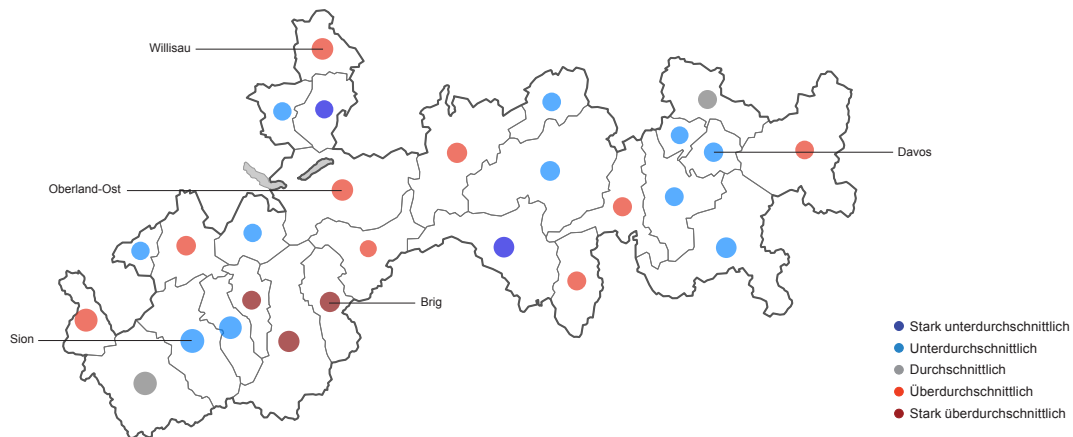 Willisau
Davos
Oberland-Ost
Brig
Sion
Stark unterdurchschnittlich
Unterdurchschnittlich
Durchschnittlich
Überdurchschnittlich
Stark überdurchschnittlich